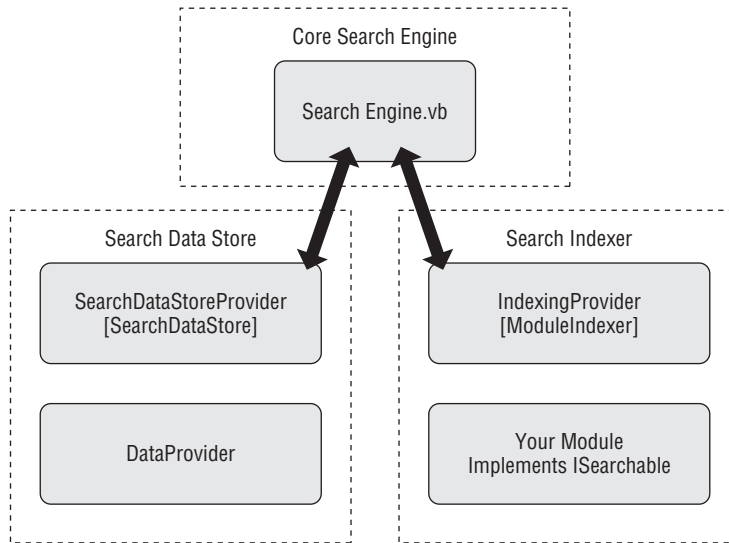 Core Search Engine
Search Engine.vb
Search Data Store
SearchDataStoreProvider
[SearchDataStore]
DataProvider
Search Indexer
IndexingProvider
[ModuleIndexer]
Your Module
Implements ISearchable